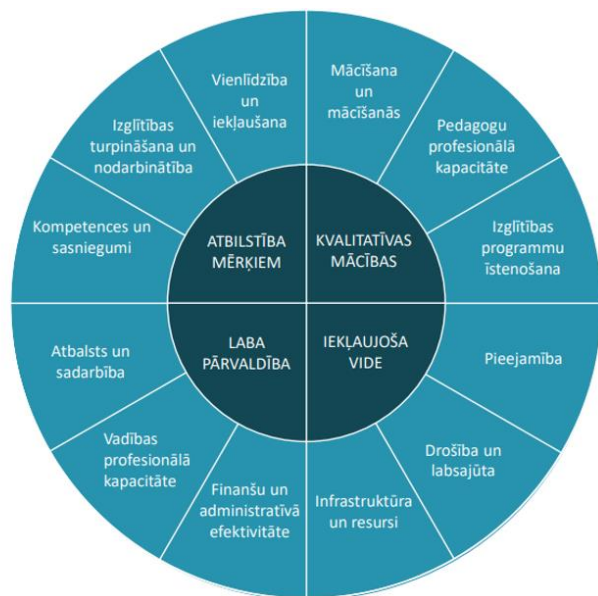 Vienlīdzība
un
iekļaušana
Mācīšana
un
mācīšanās
Pedagogu
profesionālā
kapacitāte
Izglītības
programmu
īstenošana
Pieejamība
Drošība un
labsajūta
Infrastruktūra
un resursi
Finanšu un
administratīvā
efektivitāte
Vadības
profesionālā
kapacitāte
Atbalsts un
sadarbība
Kompetences un
sasniegumi
Izglītības
turpināšana un
nodarbinātība
ATBILSTĪBA
MĒRĶIEM
KVALITATĪVAS
MĀCĪBAS
LABA
PĀRVALDĪBA
IEKĻAUJOŠA
VIDE